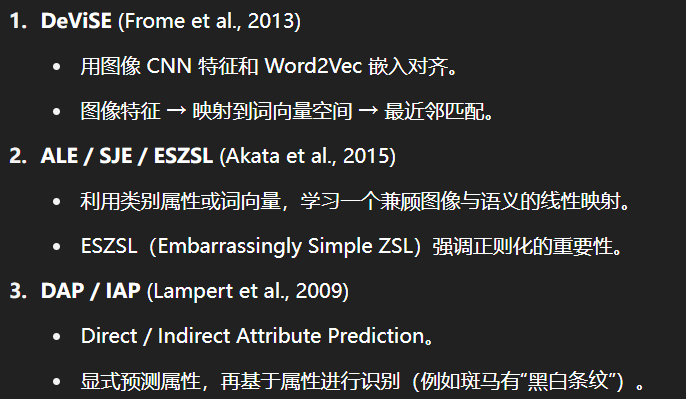 1. DeViSE (Frome et al., 2013)
• 用图像 CNN 特征和 Word2Vec 嵌入对齐。
• 图像特征 → 映射到词向量空间 → 最近邻匹配。
2. ALE / SJE / ESZSL (Akata et al., 2015)
• 利用类别属性或词向量，学习一个兼顾图像与语义的线性映射。
• ESZSL（Embarrassingly Simple ZSL）强调正则化的重要性。
3. DAP / IAP (Lampert et al., 2009)
• Direct / Indirect Attribute Prediction。
• 显式预测属性，再基于属性进行识别（例如斑马有“黑白条纹”）。